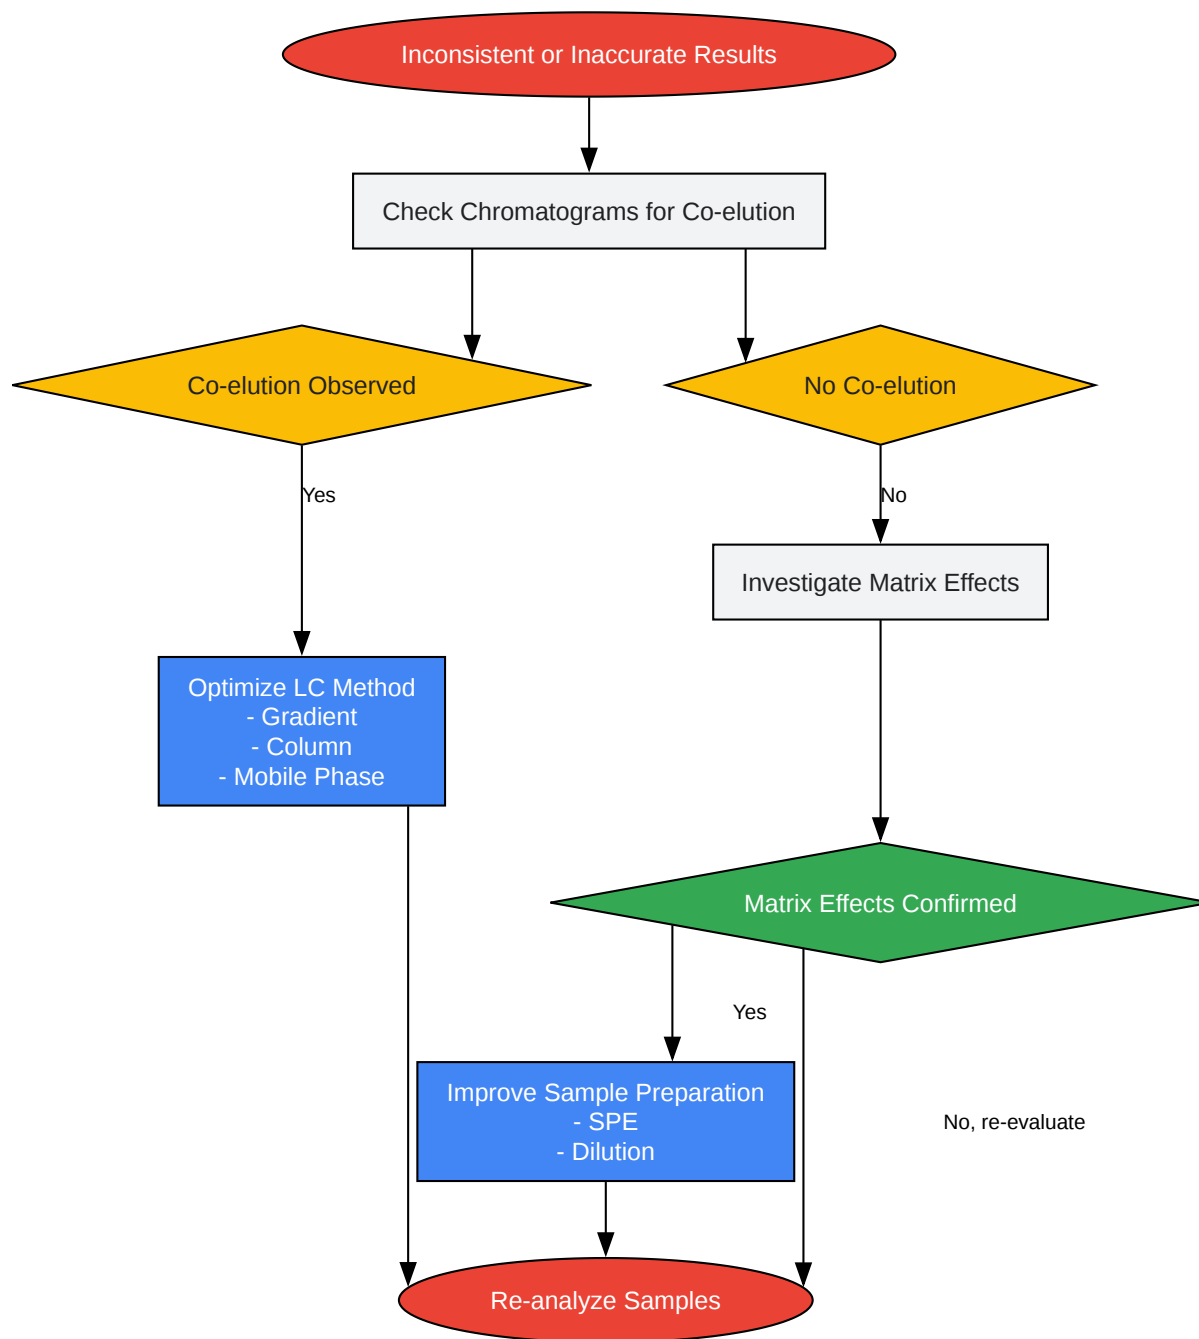 Inconsistent or Inaccurate Results
Check Chromatograms for Co-elution
Co-elution Observed
No Co-elution
Yes
No
Investigate Matrix Effects
Optimize LC Method
- Gradient
- Column
- Mobile Phase
Matrix Effects Confirmed
Yes
Improve Sample Preparation
- SPE
- Dilution
No, re-evaluate
Re-analyze Samples